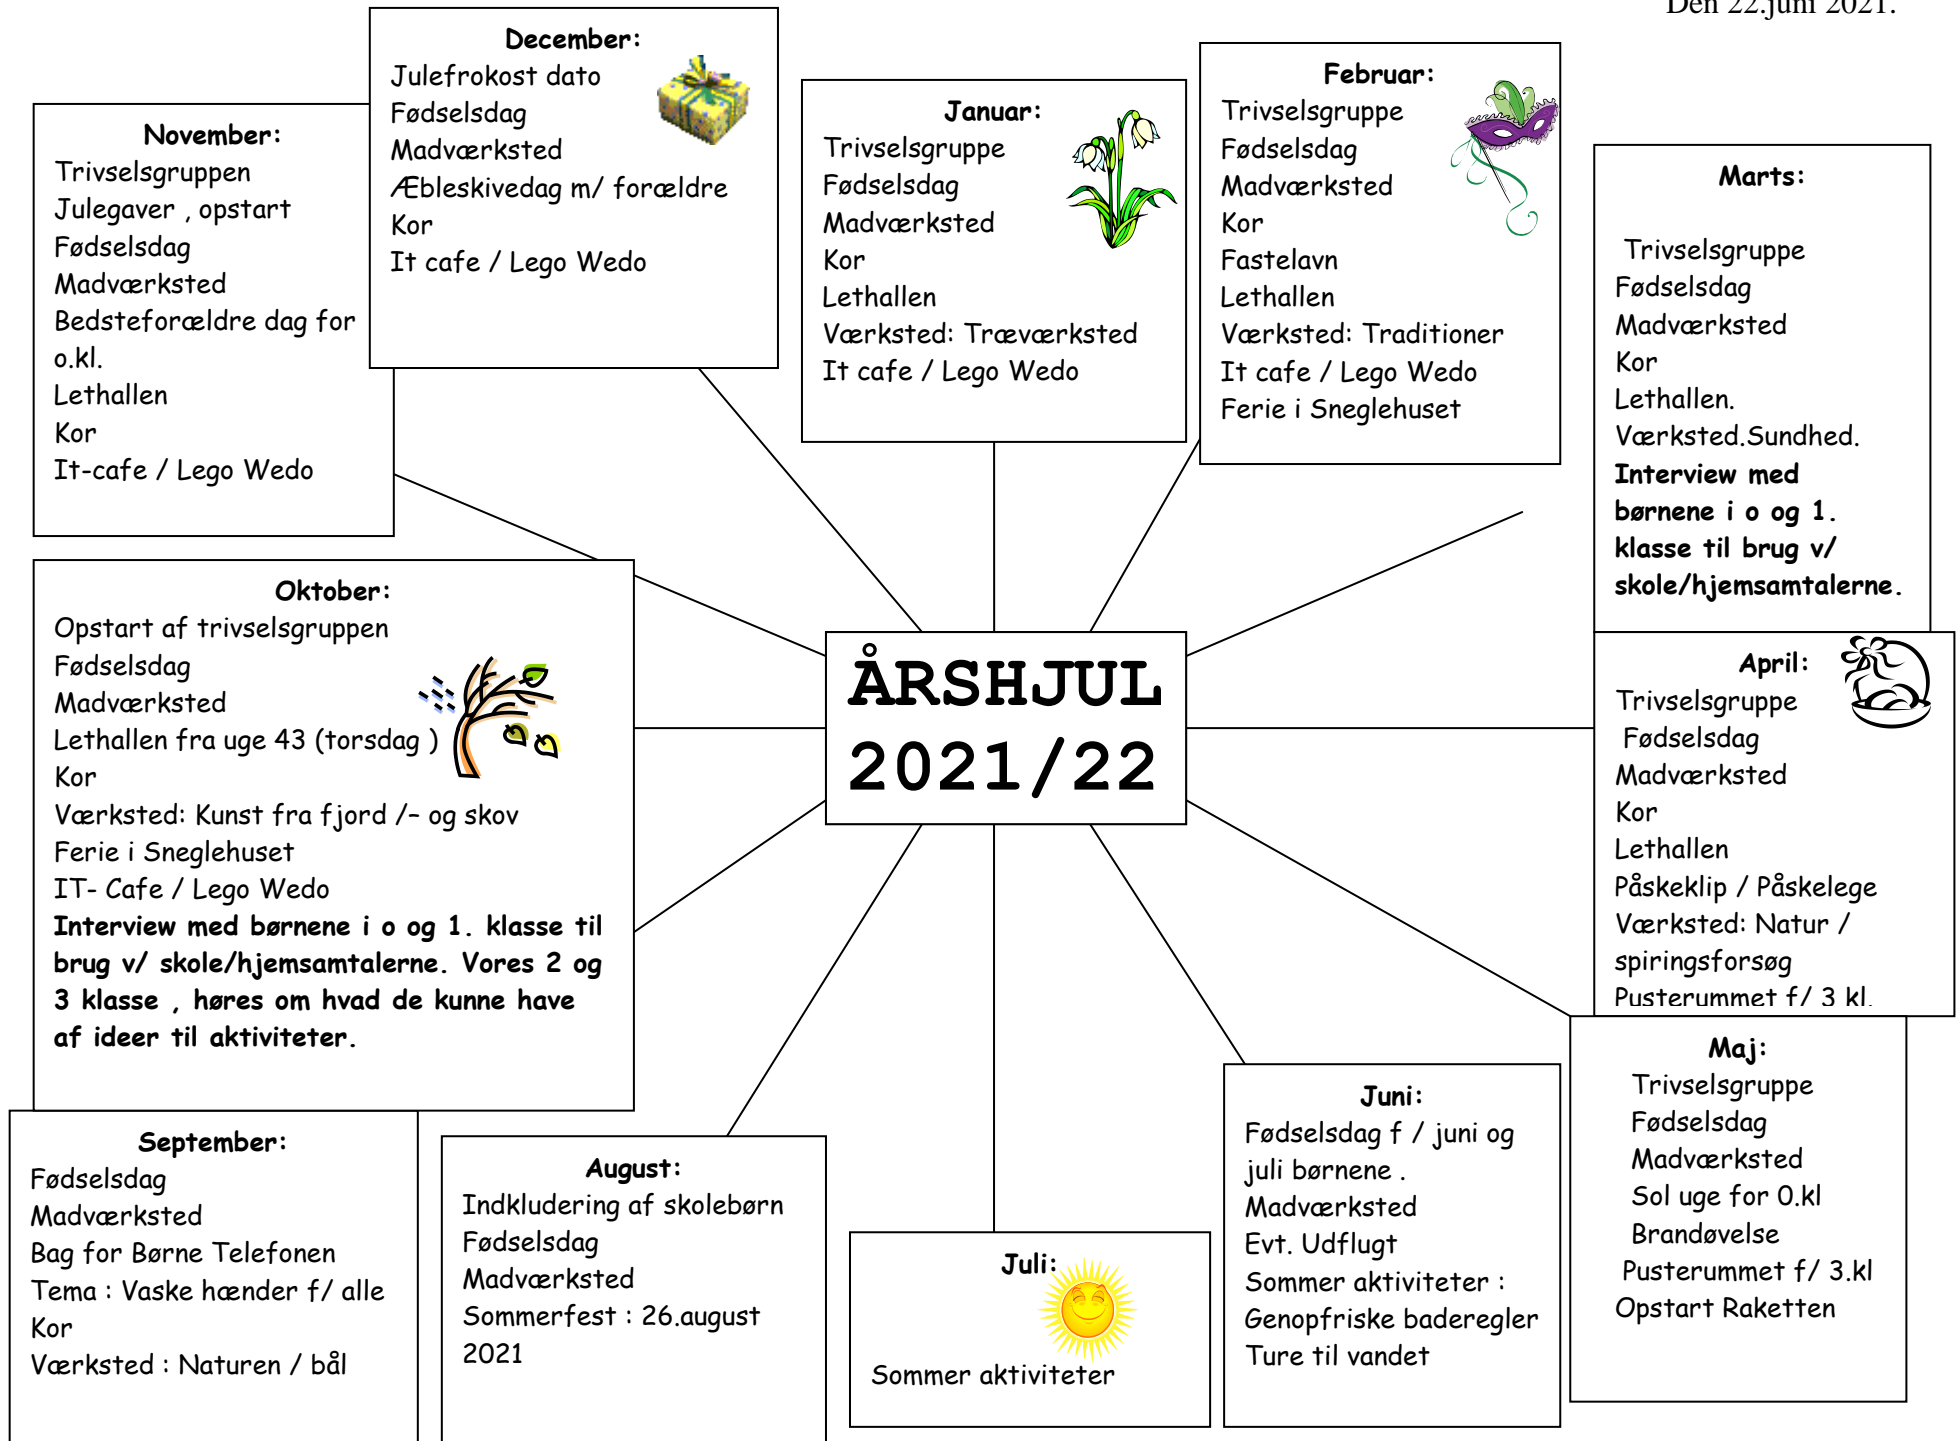 Den 22.juni 2021.
December:
Julefrokost dato
Fødselsdag
Madværksted
Æbleskivedag m/ forældre
Kor
It cafe / Lego Wedo
Februar:
Trivselsgruppe
Fødselsdag
Madværksted
Kor
Fastelavn
Lethallen
Værksted: Traditioner
It cafe / Lego Wedo
Ferie i Sneglehuset
Januar:
Trivselsgruppe
Fødselsdag
Madværksted
Kor
Lethallen
Værksted: Træværksted
It cafe / Lego Wedo
November:
Trivselsgruppen
Julegaver , opstart
Fødselsdag
Madværksted
Bedsteforældre dag for
o.kl.
Lethallen
Kor
It-cafe / Lego Wedo
Marts:
Trivselsgruppe
Fødselsdag
Madværksted
Kor
Lethallen.
Værksted.Sundhed.
Interview med
børnene i o og 1.
klasse til brug v/
skole/hjemsamtalerne.
Oktober:
Opstart af trivselsgruppen
Fødselsdag
Madværksted
Lethallen fra uge 43 (torsdag )
Kor
Værksted: Kunst fra fjord /– og skov
Ferie i Sneglehuset
IT- Cafe / Lego Wedo
Interview med børnene i o og 1. klasse til
brug v/ skole/hjemsamtalerne. Vores 2 og
3 klasse , høres om hvad de kunne have
af ideer til aktiviteter.
ÅRSHJUL
2021/22
April:
Trivselsgruppe
Fødselsdag
Madværksted
Kor
Lethallen
Påskeklip / Påskelege
Værksted: Natur /
spiringsforsøg
Pusterummet f/ 3 kl.
Maj:
Trivselsgruppe
Fødselsdag
Madværksted
Sol uge for 0.kl
Brandøvelse
Pusterummet f/ 3.kl
Opstart Raketten
Juni:
Fødselsdag f / juni og
juli børnene .
Madværksted
Evt. Udflugt
Sommer aktiviteter :
Genopfriske baderegler
Ture til vandet
September:
Fødselsdag
Madværksted
Bag for Børne Telefonen
Tema : Vaske hænder f/ alle
Kor
Værksted : Naturen / bål
August:
Indkludering af skolebørn
Fødselsdag
Madværksted
Sommerfest : 26.august
2021
Juli:
Sommer aktiviteter